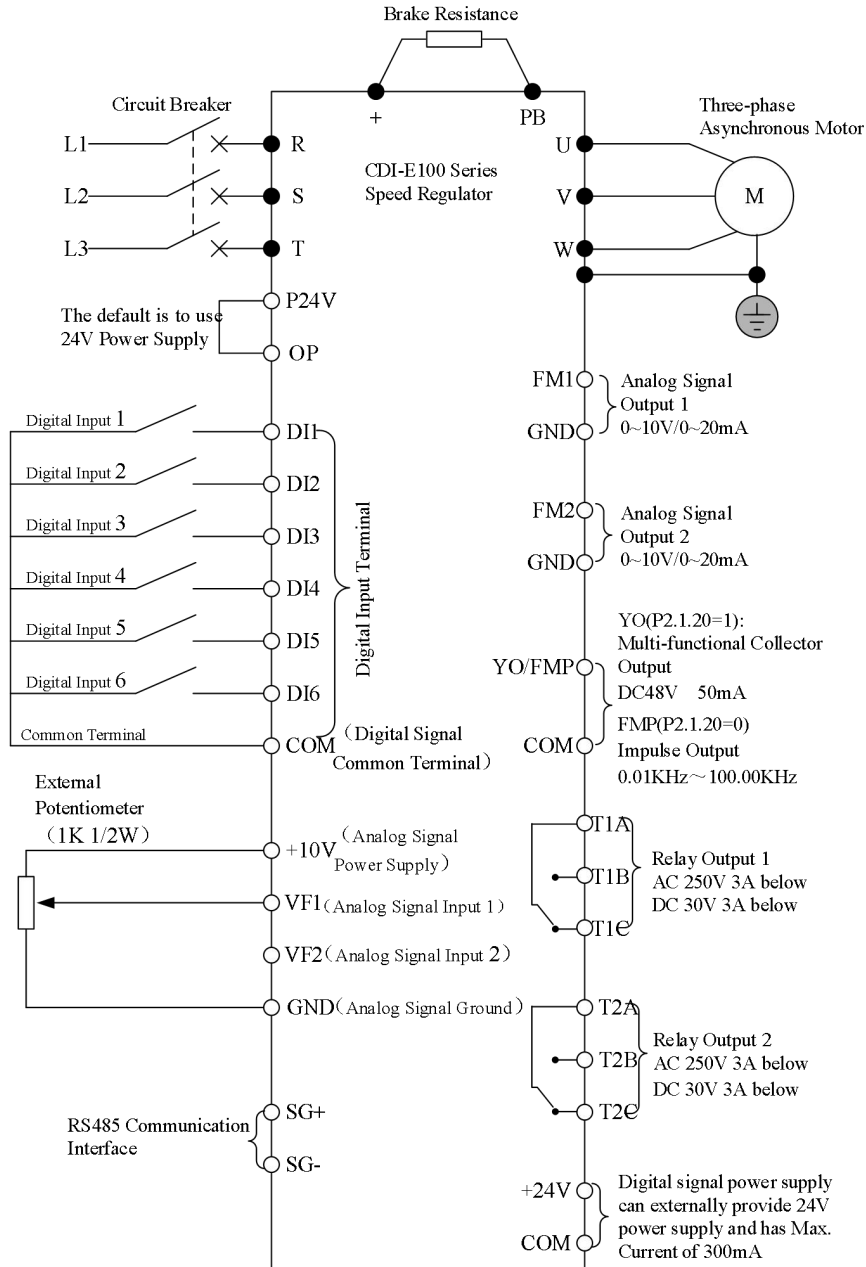 Brake Resistance
Circuit Breaker
+
PB
Three-phase
Asynchronous Motor
L1
R
U
CDI-E100 Series
Speed Regulator
L2
S
V
M
L3
T
W
The default is to use
24V Power Supply
P24V
OP
FM1
GND
Analog Signal
Output 1
0~10V/0~20mA
Digital Input 1
DI1
Digital Input 2
DI2
Digital Input 3
DI3
Digital Input 4
DI4
Digital Input 5
DI5
Digital Input 6
DI6
Digital Input Terminal
Common Terminal
COM
(Digital Signal
Common Terminal)
FM2
GND
Analog Signal
Output 2
0~10V/0~20mA
YO/FMP
COM
YO(P2.1.20=1):
Multi-functional Collector
Output
DC48V 50mA
FMP(P2.1.20=0)
Impulse Output
0.01KHz～100.00KHz
External
Potentiometer
（1K 1/2W）
+10V
(Analog Signal
Power Supply)
VF1(Analog Signal Input 1)
VF2(Analog Signal Input 2)
GND(Analog Signal Ground)
T1A
T1B
T1C
Relay Output 1
AC 250V 3A below
DC 30V 3A below
T2A
T2B
T2C
Relay Output 2
AC 250V 3A below
DC 30V 3A below
RS485 Communication
Interface
SG+
SG-
+24V
COM
Digital signal power supply
can externally provide 24V
power supply and has Max.
Current of 300mA